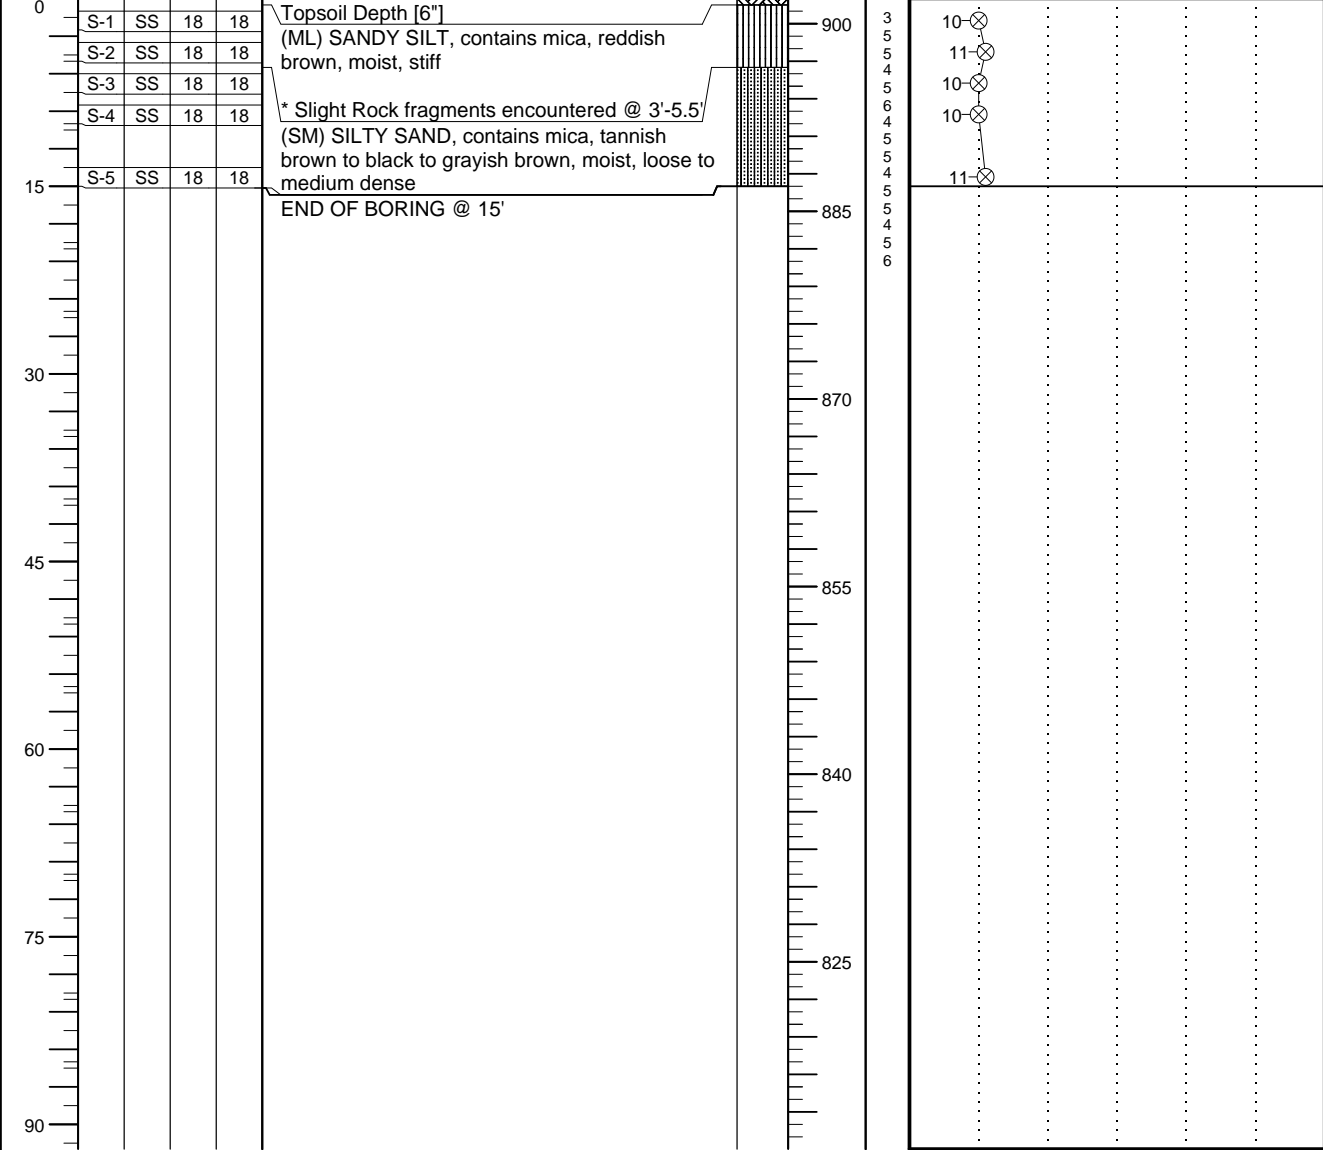 0
S-1 SS 18 18
S-2 SS 18 18
S-3 SS 18 18
S-4 SS 18 18
S-5 SS 18 18
15
30
45
60
75
90
Topsoil Depth [6"]
(ML) SANDY SILT, contains mica, reddish
brown, moist, stiff
* Slight Rock fragments encountered @ 3'-5.5'
(SM) SILTY SAND, contains mica, tannish
brown to black to grayish brown, moist, loose to
medium dense
END OF BORING @ 15'
900
885
870
855
840
825
3
5
5
4
5
6
4
5
5
4
5
5
4
5
6
10
11
10
10
11